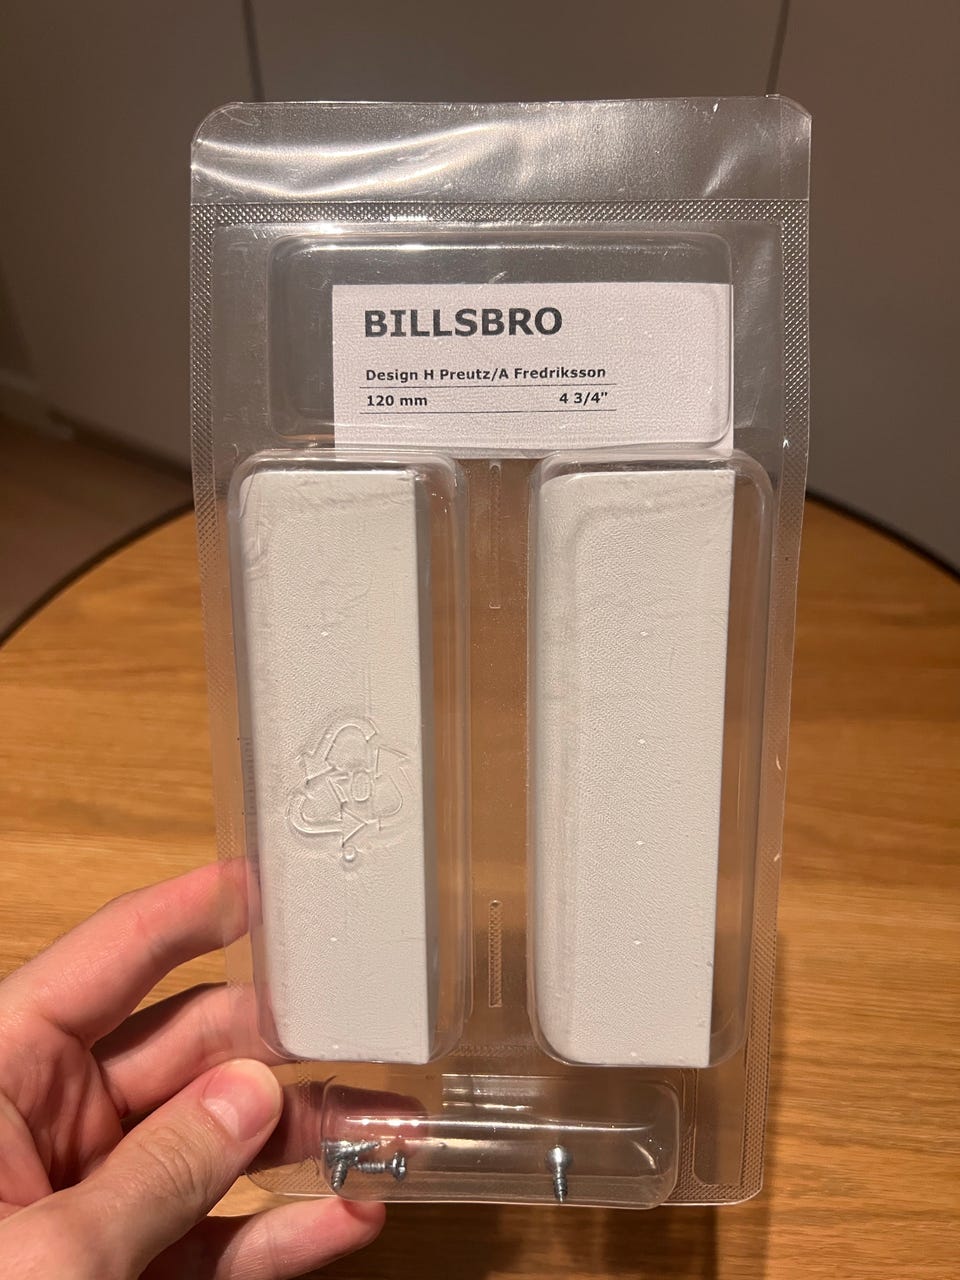 BILLSBRO
Design H Preutz/A Fredriksson
120 mm 4 3/4"